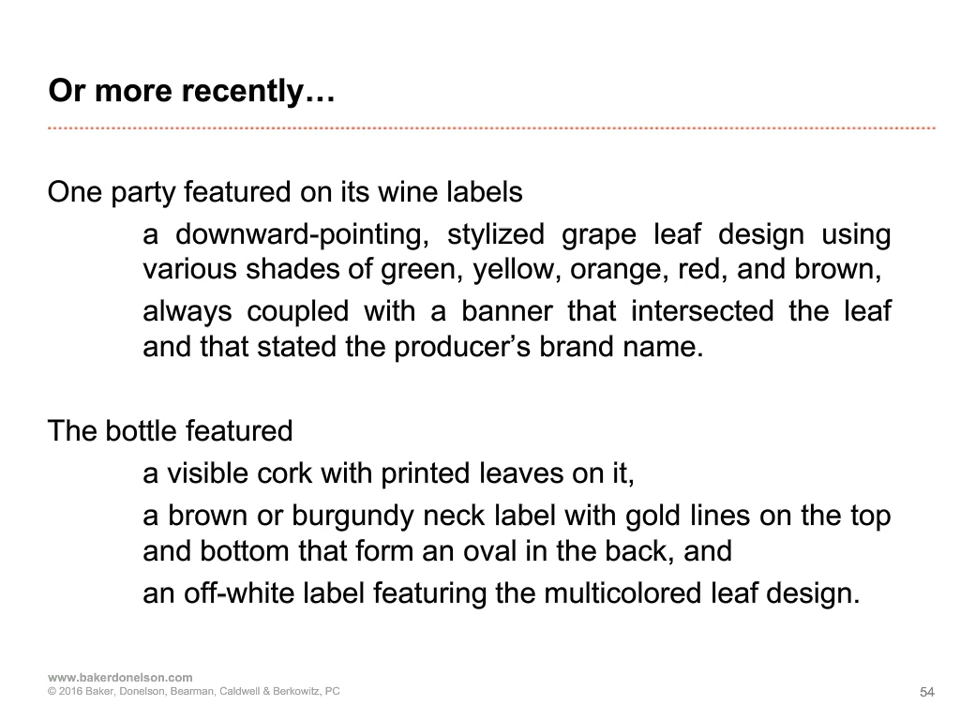 Or more recently…
One party featured on its wine labels
a downward-pointing, stylized grape leaf design using
various shades of green, yellow, orange, red, and brown,
always coupled with a banner that intersected the leaf
and that stated the producer’s brand name.
The bottle featured
a visible cork with printed leaves on it,
a brown or burgundy neck label with gold lines on the top
and bottom that form an oval in the back, and
an off-white label featuring the multicolored leaf design.
www.bakerdonelson.com
© 2016 Baker, Donelson, Bearman, Caldwell & Berkowitz, PC
54